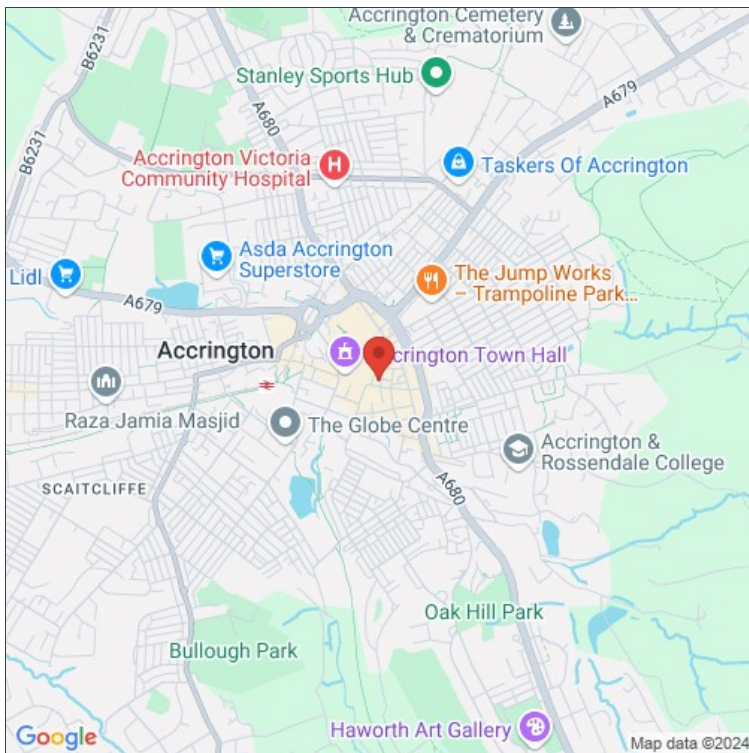 Accrington Cemetery
& Crematorium
B6231
Stanley Sports Hub
A680
A679
B6231
Accrington Victoria
Community Hospital
Taskers Of Accrington
Asda Accrington
Superstore
Lidl
The Jump Works
– Trampoline Park...
A679
Accrington
crington Town Hall
Raza Jamia Masjid
The Globe Centre
Accrington &
Rossendale College
SCAITCLIFFE
A680
Oak Hill Park
Bullough Park
Haworth Art Gallery
Google
Map data ©2024